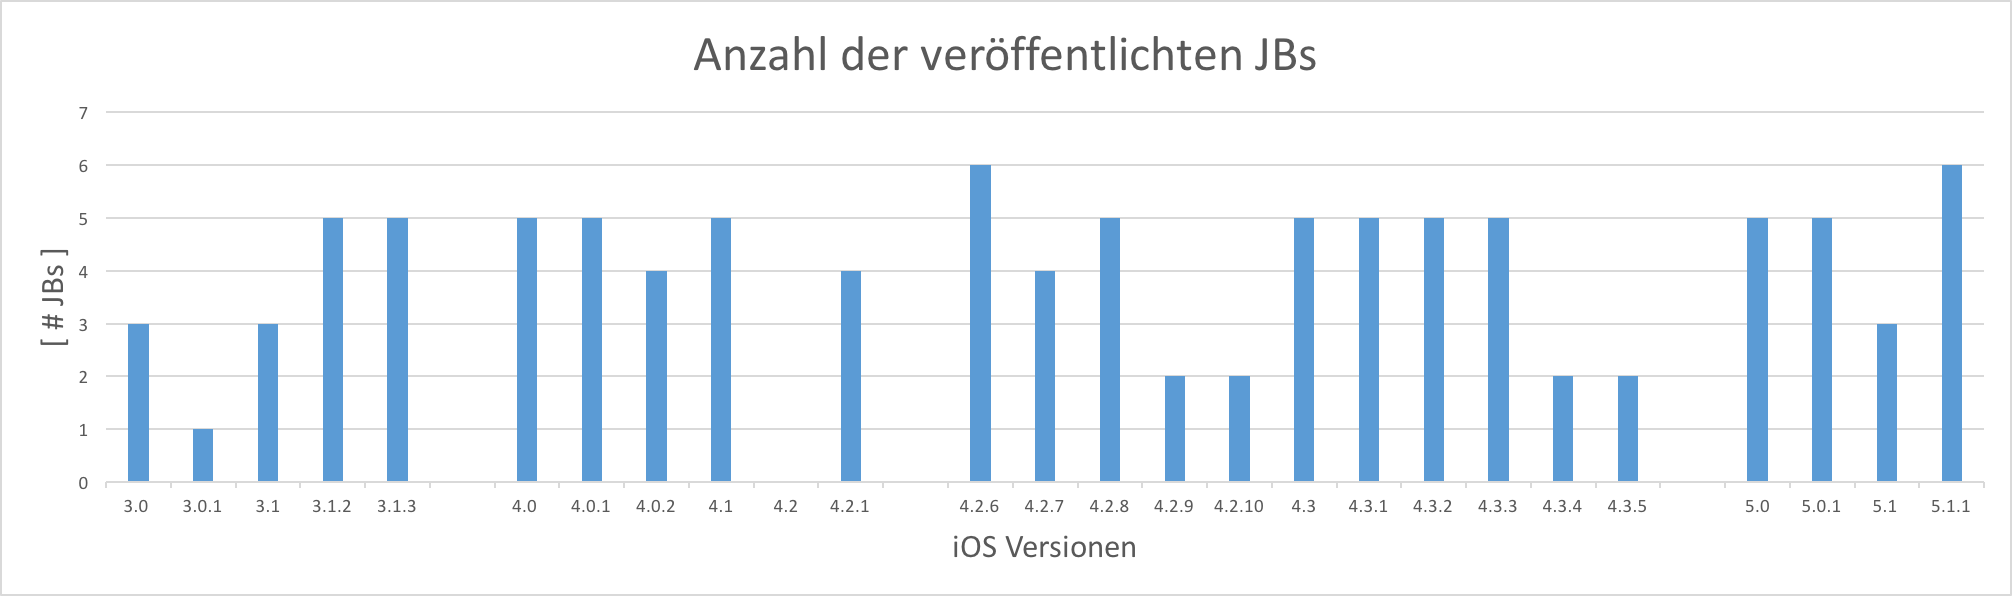 Anzahl der veröffentlichten JBs
7
6
5
4
3
2
1
0
[ # JBs ]
3.0 3.0.1 3.1 3.1.2 3.1.3 4.0 4.0.1 4.0.2 4.1 4.2 4.2.1 4.2.6 4.2.7 4.2.8 4.2.9 4.2.10 4.3 4.3.1 4.3.2 4.3.3 4.3.4 4.3.5 5.0 5.0.1 5.1 5.1.1
iOS Versionen